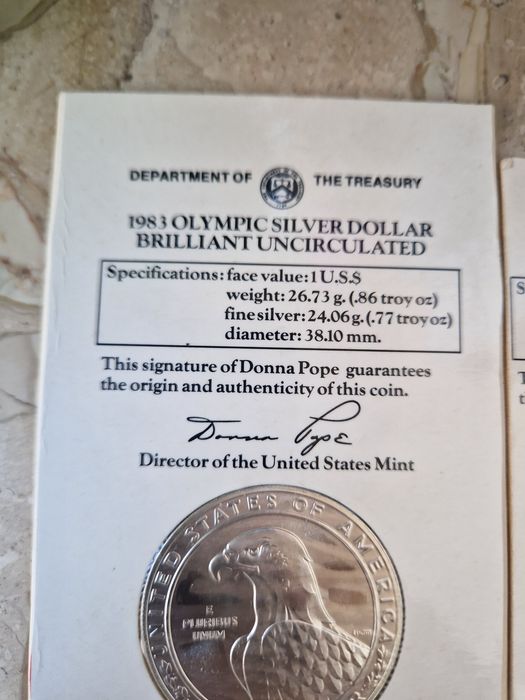 DEPARTMENT OF THE TREASURY
1983 OLYMPIC SILVER DOLLAR
BRILLIANT UNCIRCULATED
Specifications: face value: 1 U.S.$
weight: 26.73 g. (.86 troy oz)
fine silver: 24.06 g. (.77 troy oz)
diameter: 38.10 mm.
This signature of Donna Pope guarantees
the origin and authenticity of this coin.
Donna Pope
Director of the United States Mint
UNITED STATES OF AMERICA
E
PLURIBUS
UNUM
S
T
t